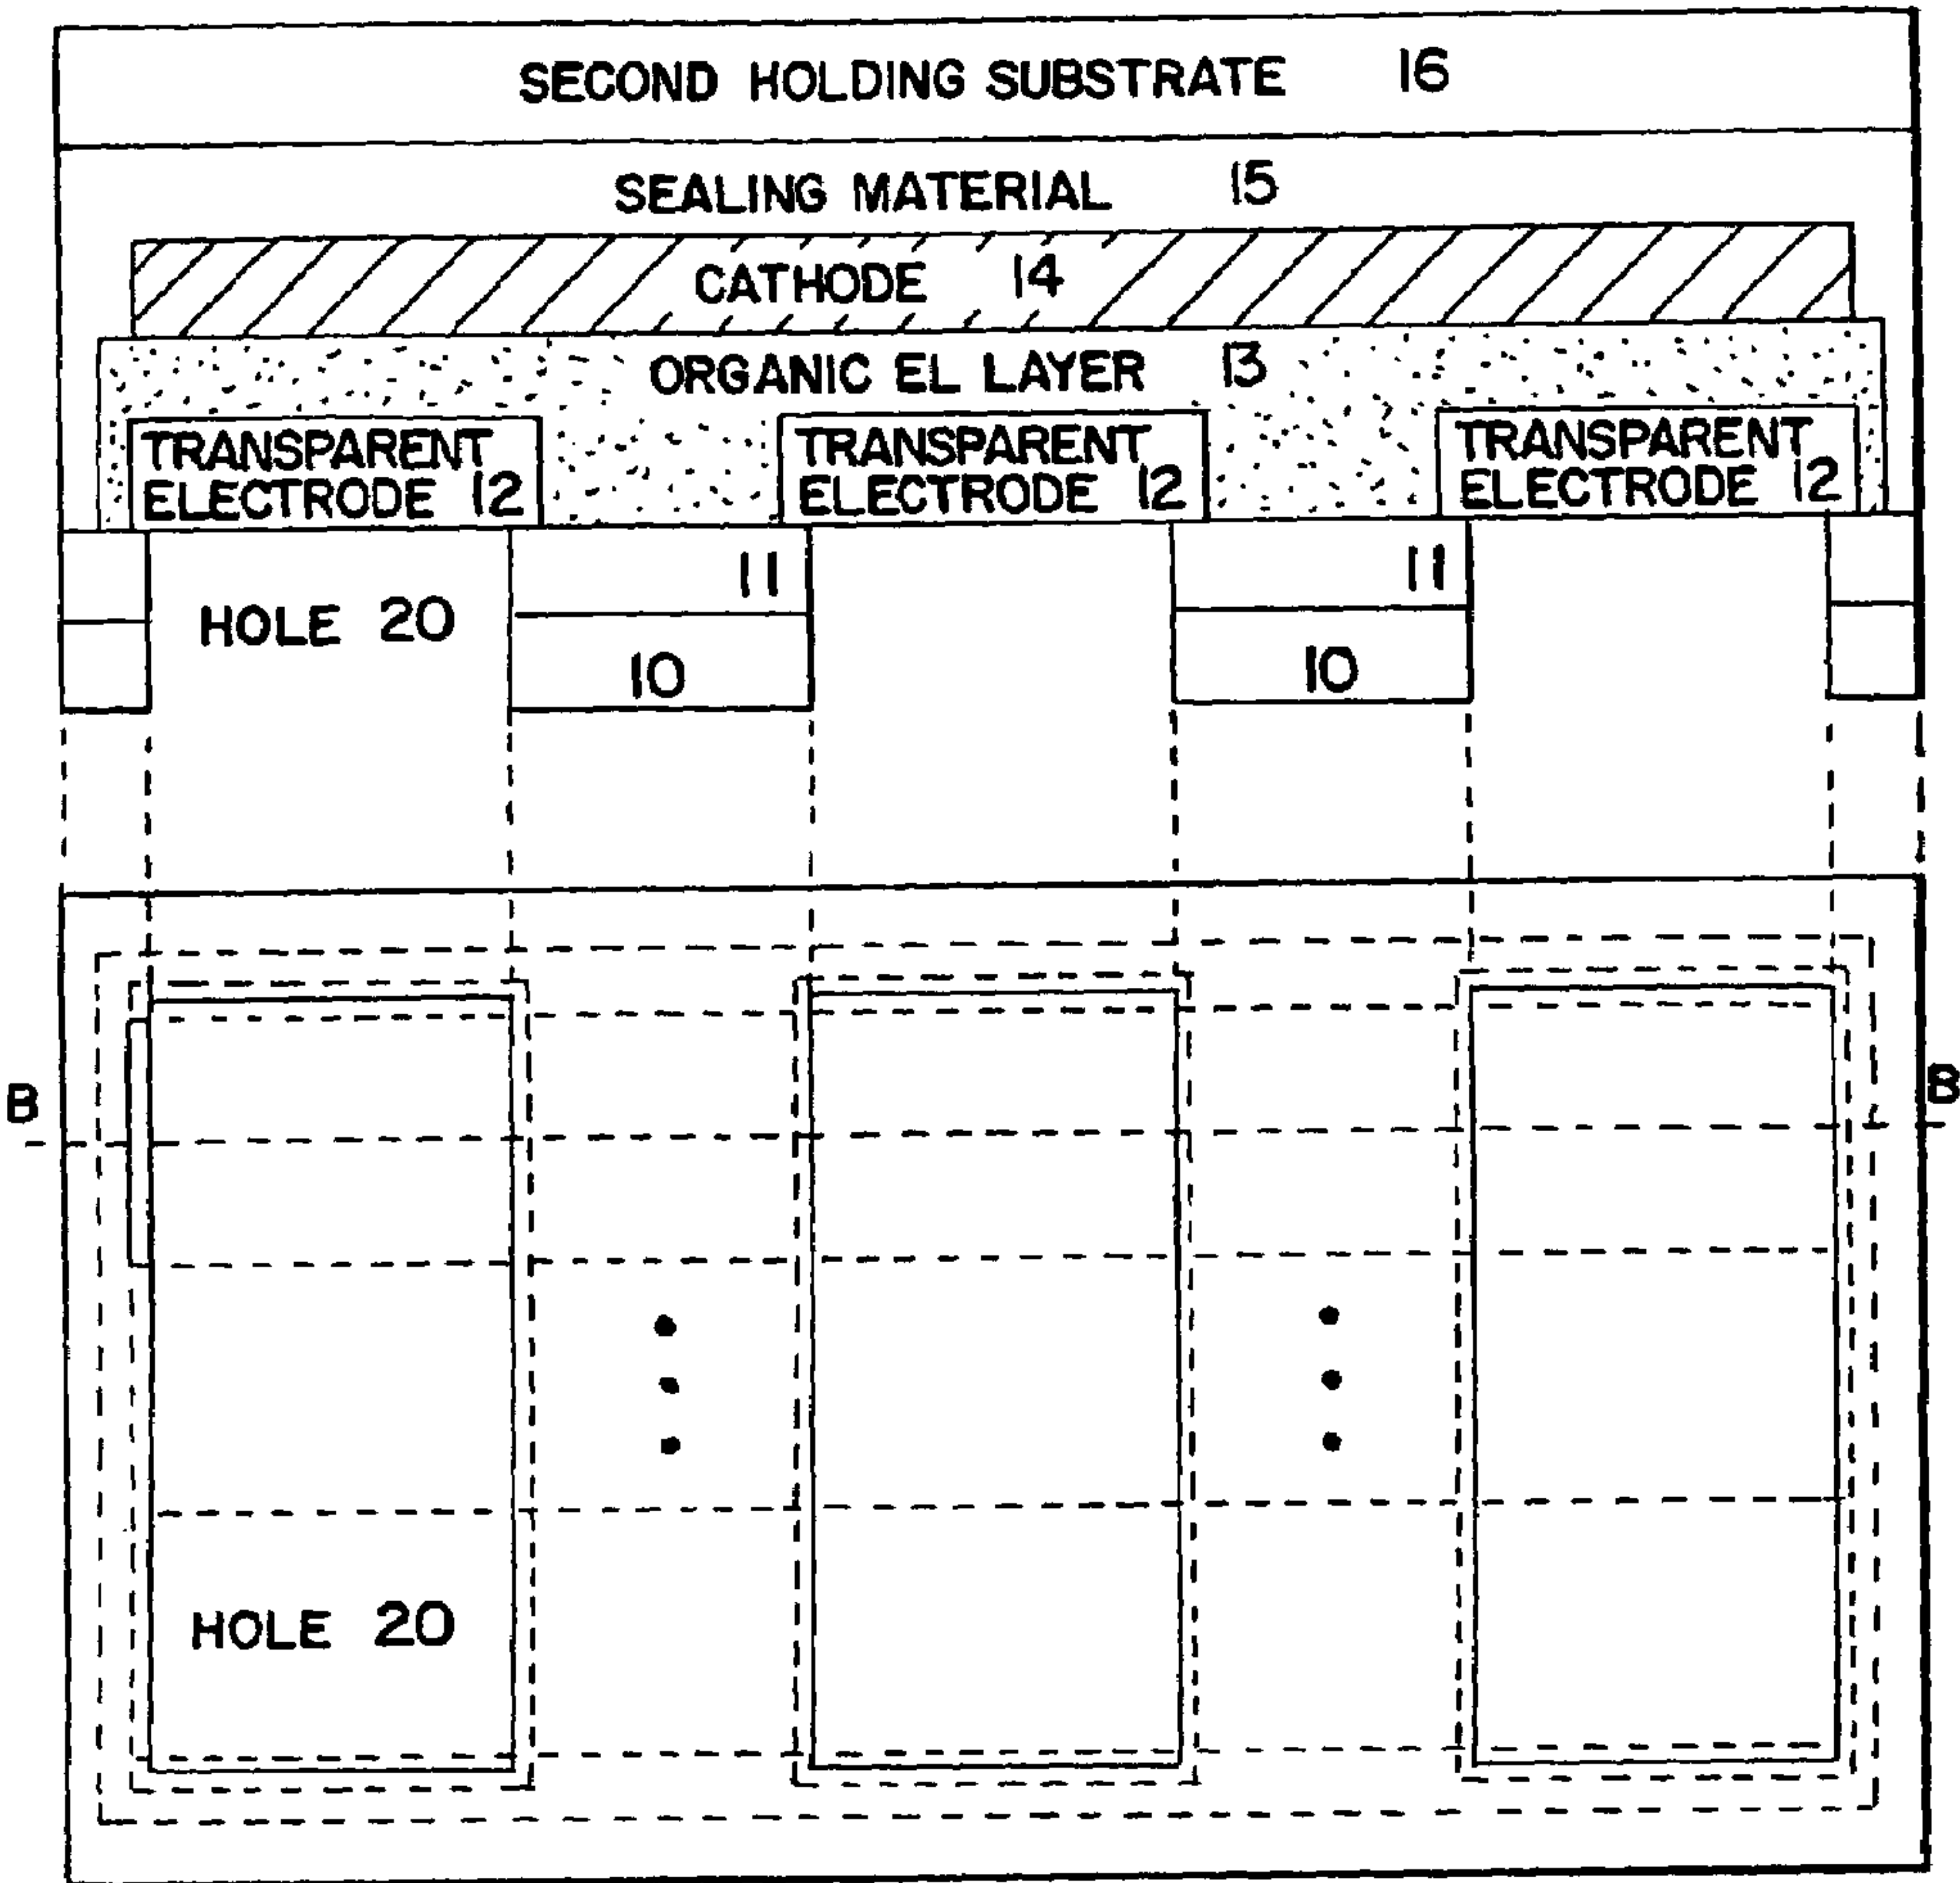 SECOND HOLDING SUBSTRATE 16
SEALING MATERIAL 15
CATHODE 14
ORGANIC EL LAYER 13
TRANSPARENT
ELECTRODE 12
TRANSPARENT
ELECTRODE 12
TRANSPARENT
ELECTRODE 12
HOLE 20
11
11
10
10
B
B
HOLE 20